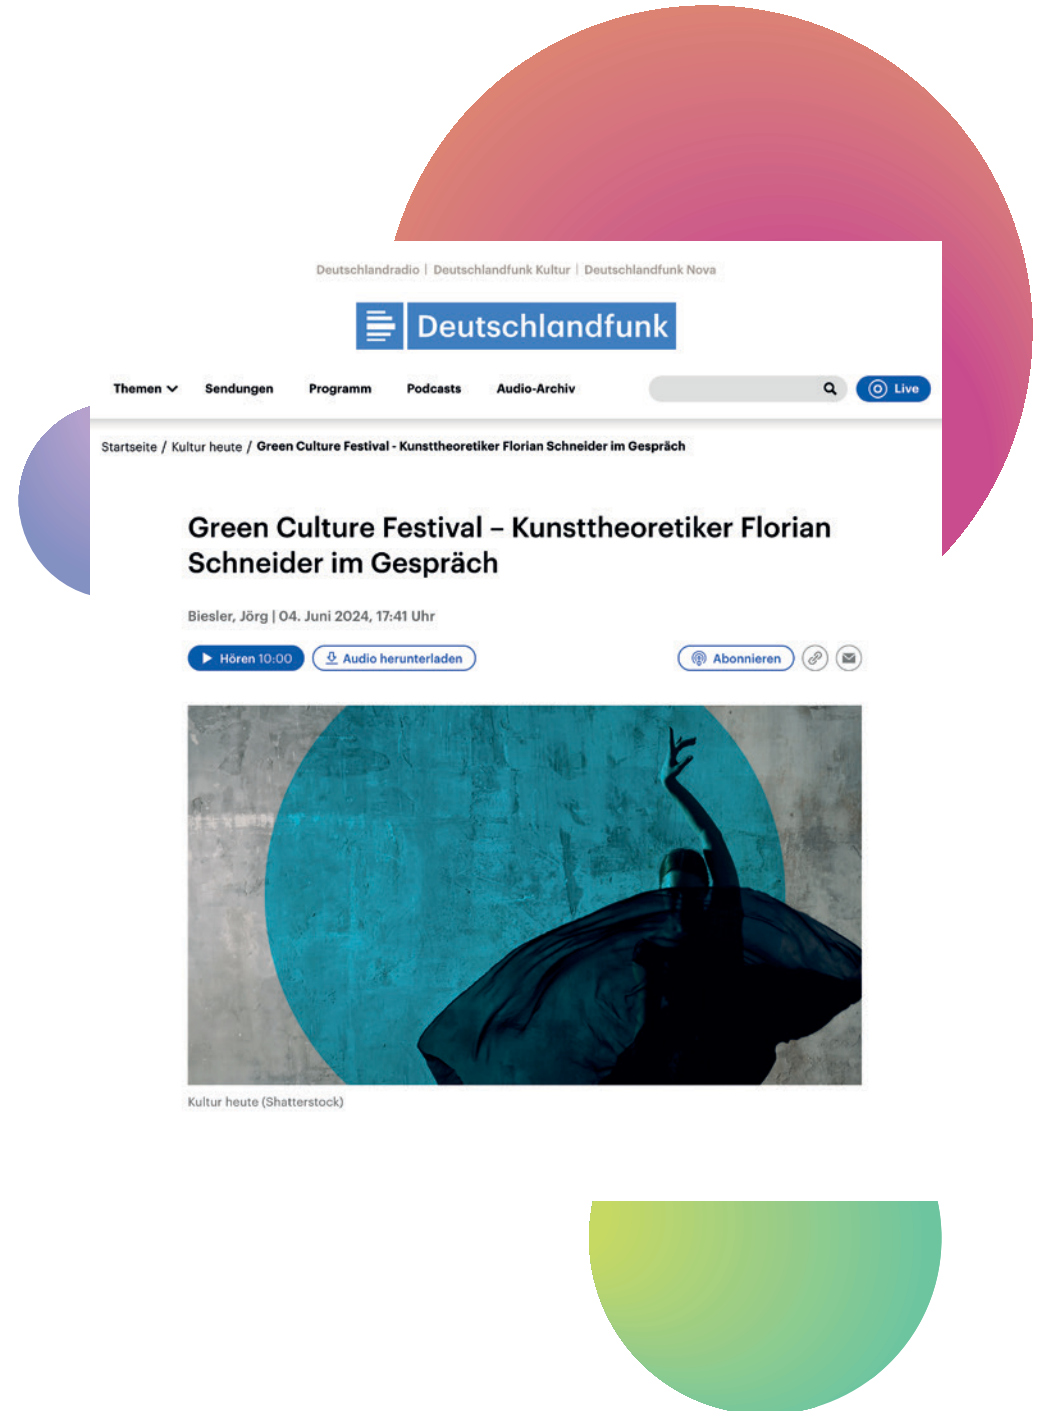 Deutschlandradio | Deutschlandfunk Kultur | Deutschlandfunk Nova
Deutschlandfunk
Themen Sendungen Programm Podcasts Audio-Archiv Live
Startseite / Kultur heute / Green Culture Festival - Kunsttheoretiker Florian Schneider im Gespräch
Green Culture Festival – Kunsttheoretiker Florian
Schneider im Gespräch
Biesler, Jörg | 04. Juni 2024, 17:41 Uhr
Hören 10:00 Audio herunterladen Abonnieren
Kultur heute (Shatterstock)